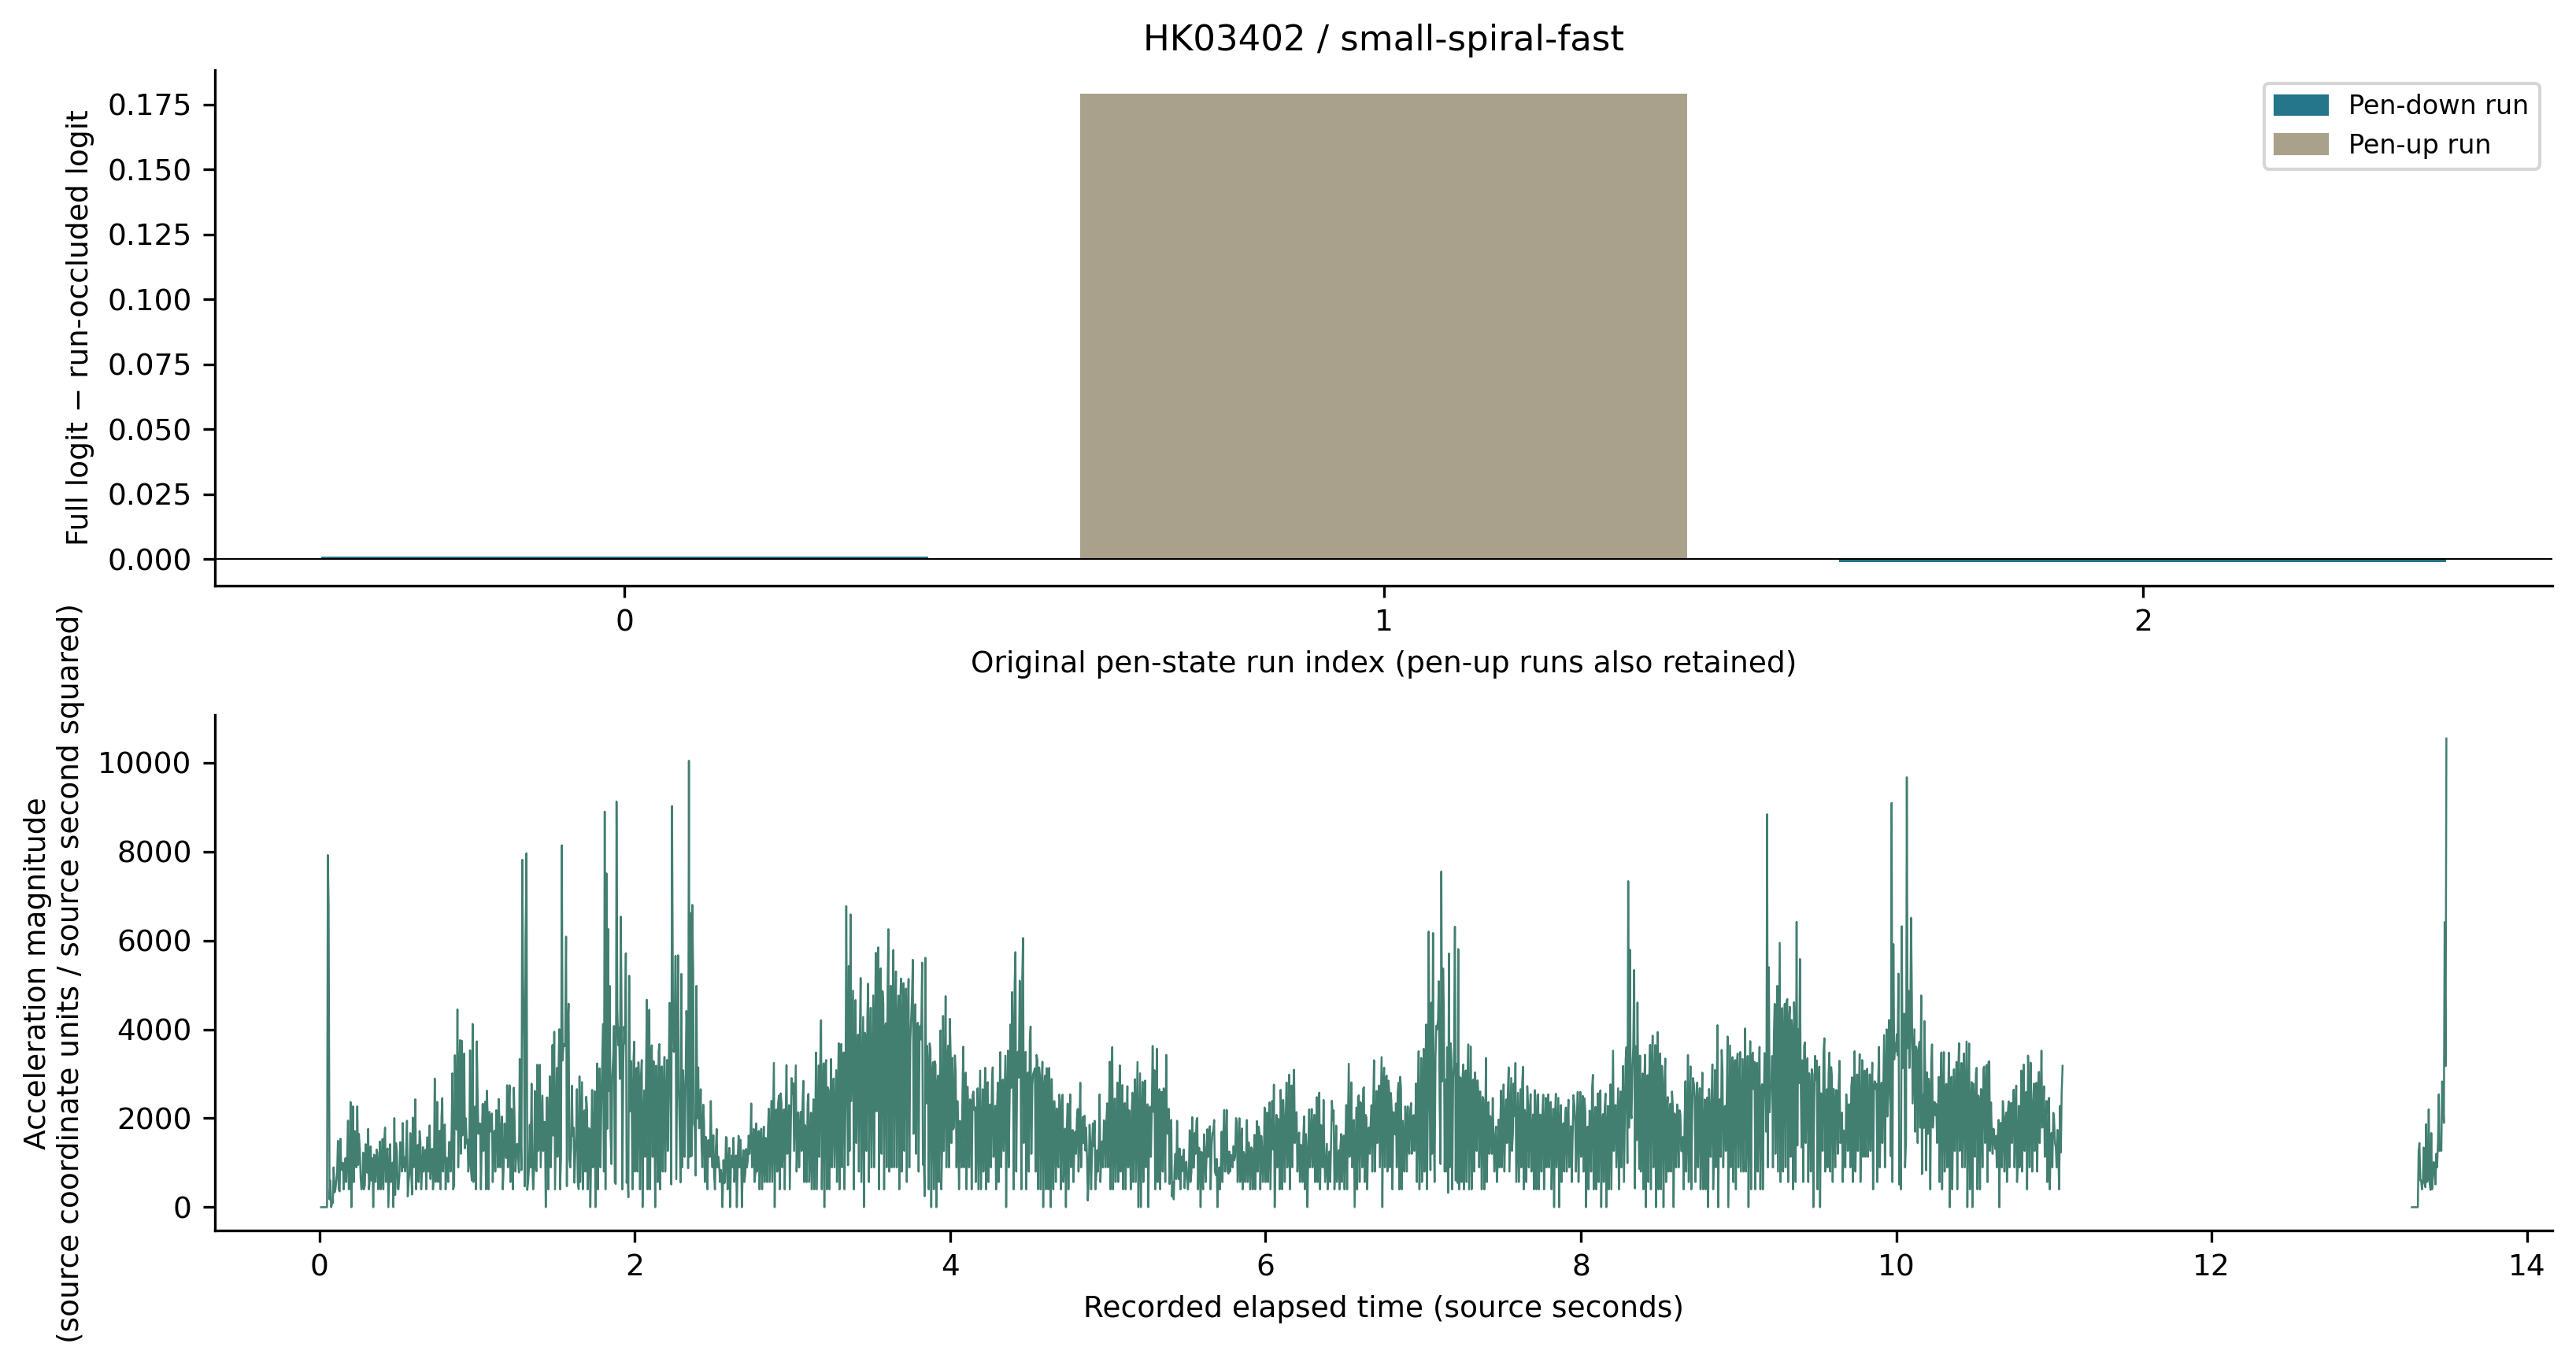 HK03402 / small-spiral-fast
Full logit − run-occluded logit
0.175
0.150
0.125
0.100
0.075
0.050
0.025
0.000
Pen-down run
Pen-up run
0 1 2
Original pen-state run index (pen-up runs also retained)
Acceleration magnitude
(source coordinate units / source second squared)
10000
8000
6000
4000
2000
0
0 2 4 6 8 10 12 14
Recorded elapsed time (source seconds)